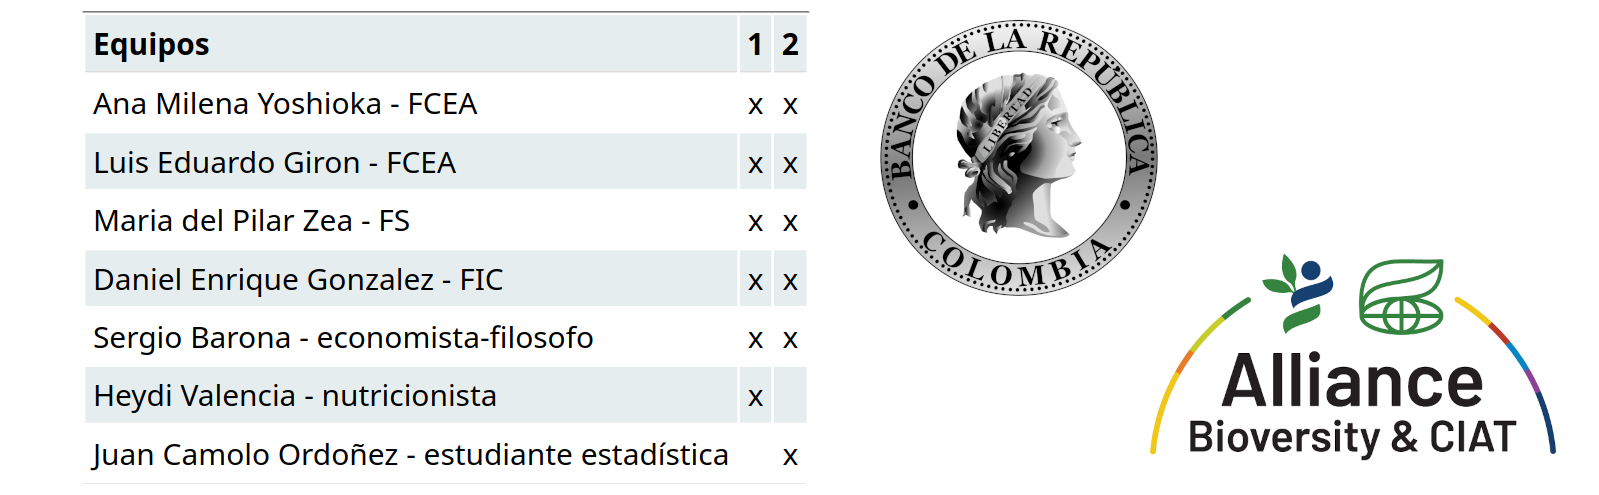 Equipos 1 2
Ana Milena Yoshioka - FCEA x x
Luis Eduardo Giron - FCEA x x
Maria del Pilar Zea - FS x x
Daniel Enrique Gonzalez - FIC x x
Sergio Barona - economista-filosofo x x
Heydi Valencia - nutricionista x
Juan Camolo Ordoñez - estudiante estadística x
BANCO DE LA REPÚBLICA
LIBERTAD
COLOMBIA
Alliance
Bioversity & CIAT